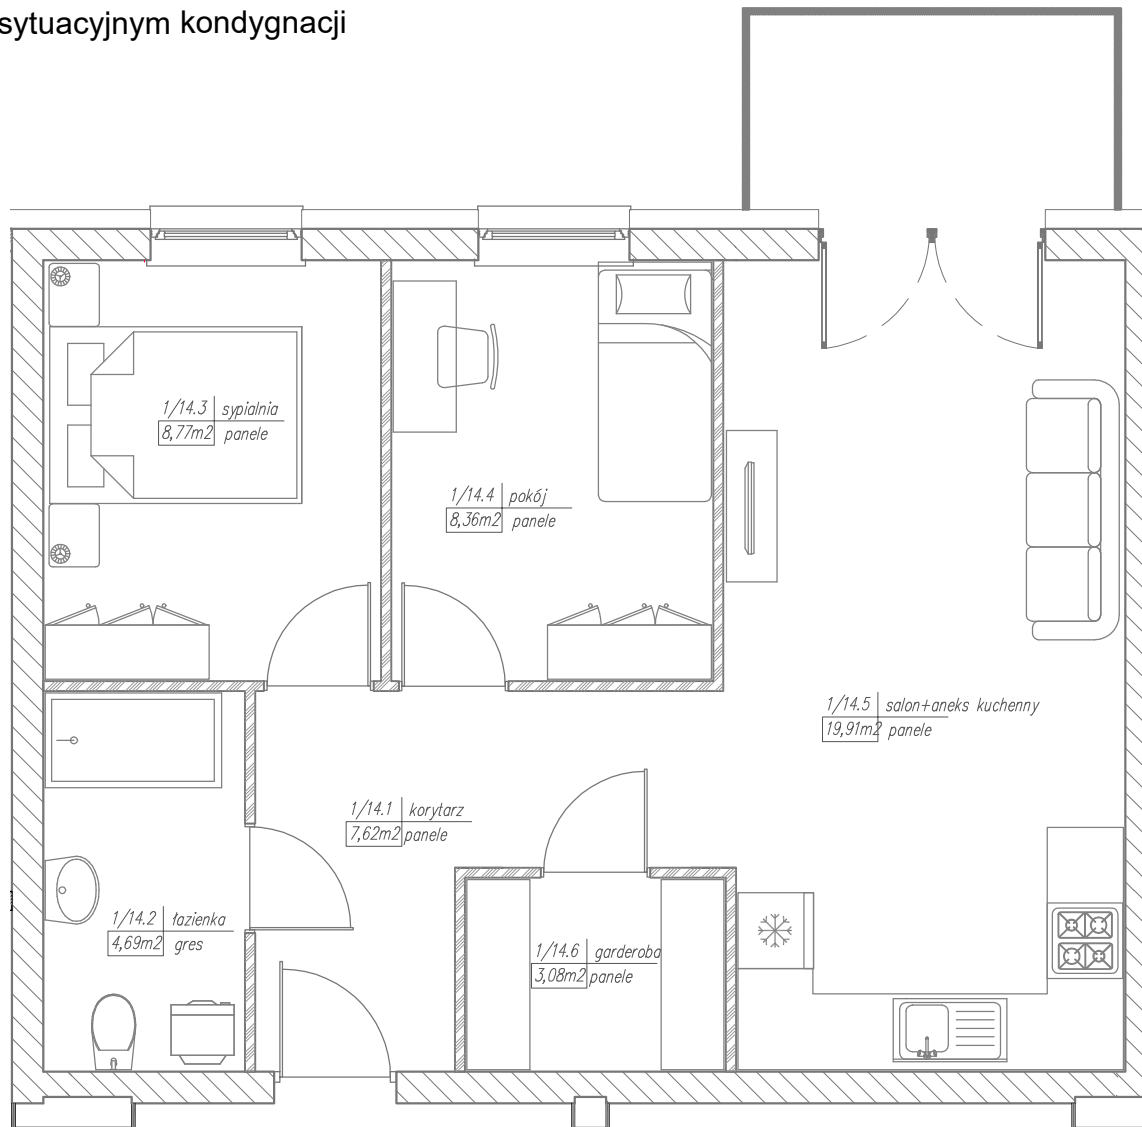 sytuacyjnym kondygnacji
1/14.3 sypialnia
8,77m2 panele
1/14.4 pokój
8,36m2 panele
1/14.5 salon+aneks kuchenny
19,91m2 panele
1/14.1 korytarz
7,62m2 panele
1/14.2 łazienka
4,69m2 gres
1/14.6 garderoba
3,08m2 panele